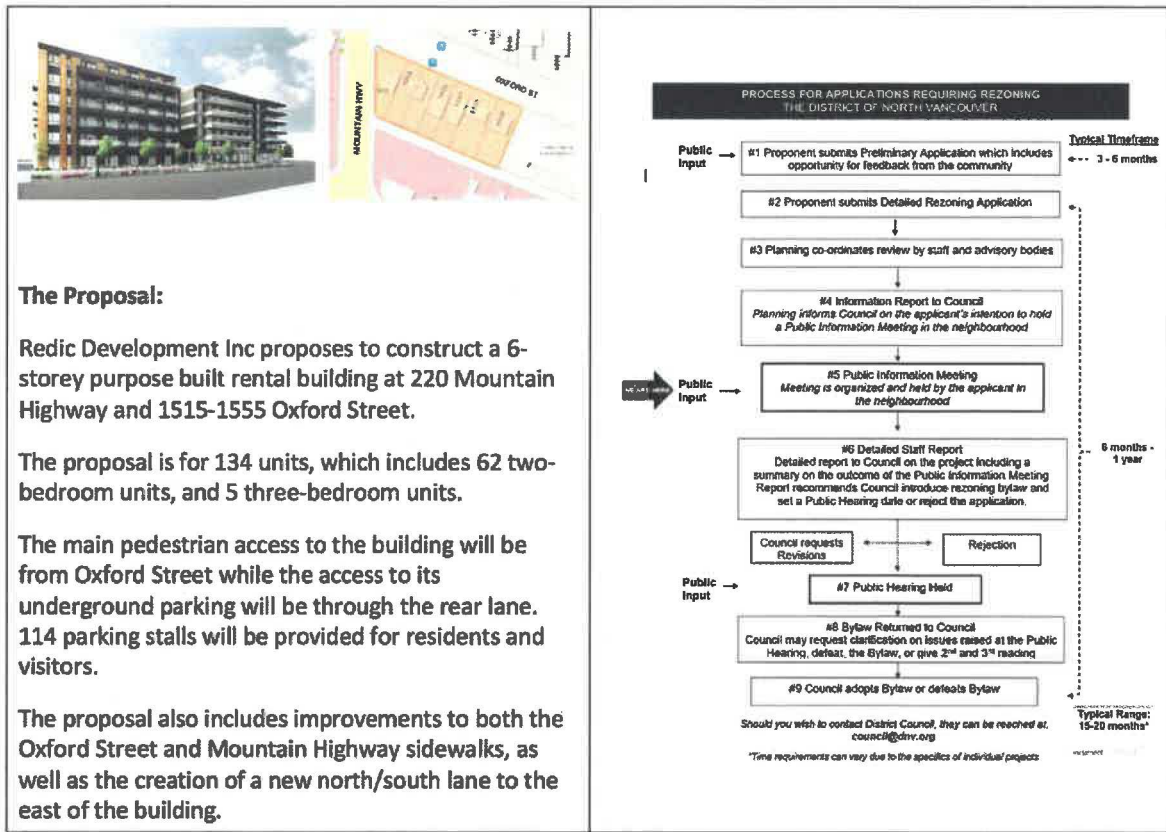 MOUNTAIN HWY
OXFORD ST
The Proposal:
Redic Development Inc proposes to construct a 6-
storey purpose built rental building at 220 Mountain
Highway and 1515-1555 Oxford Street.
The proposal is for 134 units, which includes 62 two-
bedroom units, and 5 three-bedroom units.
The main pedestrian access to the building will be
from Oxford Street while the access to its
underground parking will be through the rear lane.
114 parking stalls will be provided for residents and
visitors.
The proposal also includes improvements to both the
Oxford Street and Mountain Highway sidewalks, as
well as the creation of a new north/south lane to the
east of the building.
PROCESS FOR APPLICATIONS REQUIRING REZONING
THE DISTRICT OF NORTH VANCOUVER
Typical Timeframe
Public
Input
#1 Proponent submits Preliminary Application which includes
opportunity for feedback from the community
3 - 6 months
#2 Proponent submits Detailed Rezoning Application
#3 Planning co-ordinates review by staff and advisory bodies
#4 Information Report to Council
Planning informs Council on the applicant's intention to hold
a Public Information Meeting in the neighbourhood
WE ARE HERE
Public
Input
#5 Public Information Meeting
Meeting is organized and held by the applicant in
the neighbourhood
#6 Detailed Staff Report
Detailed report to Council on the project including a
summary on the outcome of the Public Information Meeting
Report recommends Council introduce rezoning bylaw and
set a Public Hearing date or reject the application.
6 months -
1 year
Council requests
Revisions
Rejection
Public
Input
#7 Public Hearing Held
#8 Bylaw Returned to Council
Council may request clarification on issues raised at the Public
Hearing, defeat, the Bylaw, or give 2nd and 3rd reading
#9 Council adopts Bylaw or defeats Bylaw
Typical Range:
15-20 months*
Should you wish to contact District Council, they can be reached at,
council@dnv.org
*Time requirements can vary due to the specifics of individual projects